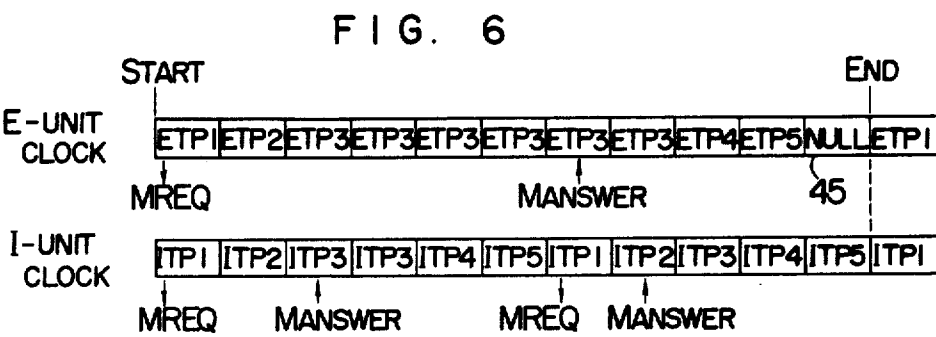 FIG. 6
START END
E-UNIT CLOCK ETP1 ETP2 ETP3 ETP3 ETP3 ETP3 ETP3 ETP3 ETP4 ETP5 NULL ETP1
MREQ MANSWER 45
I-UNIT CLOCK ITP1 ITP2 ITP3 ITP3 ITP4 ITP5 ITP1 ITP2 ITP3 ITP4 ITP5 ITP1
MREQ MANSWER MREQ MANSWER